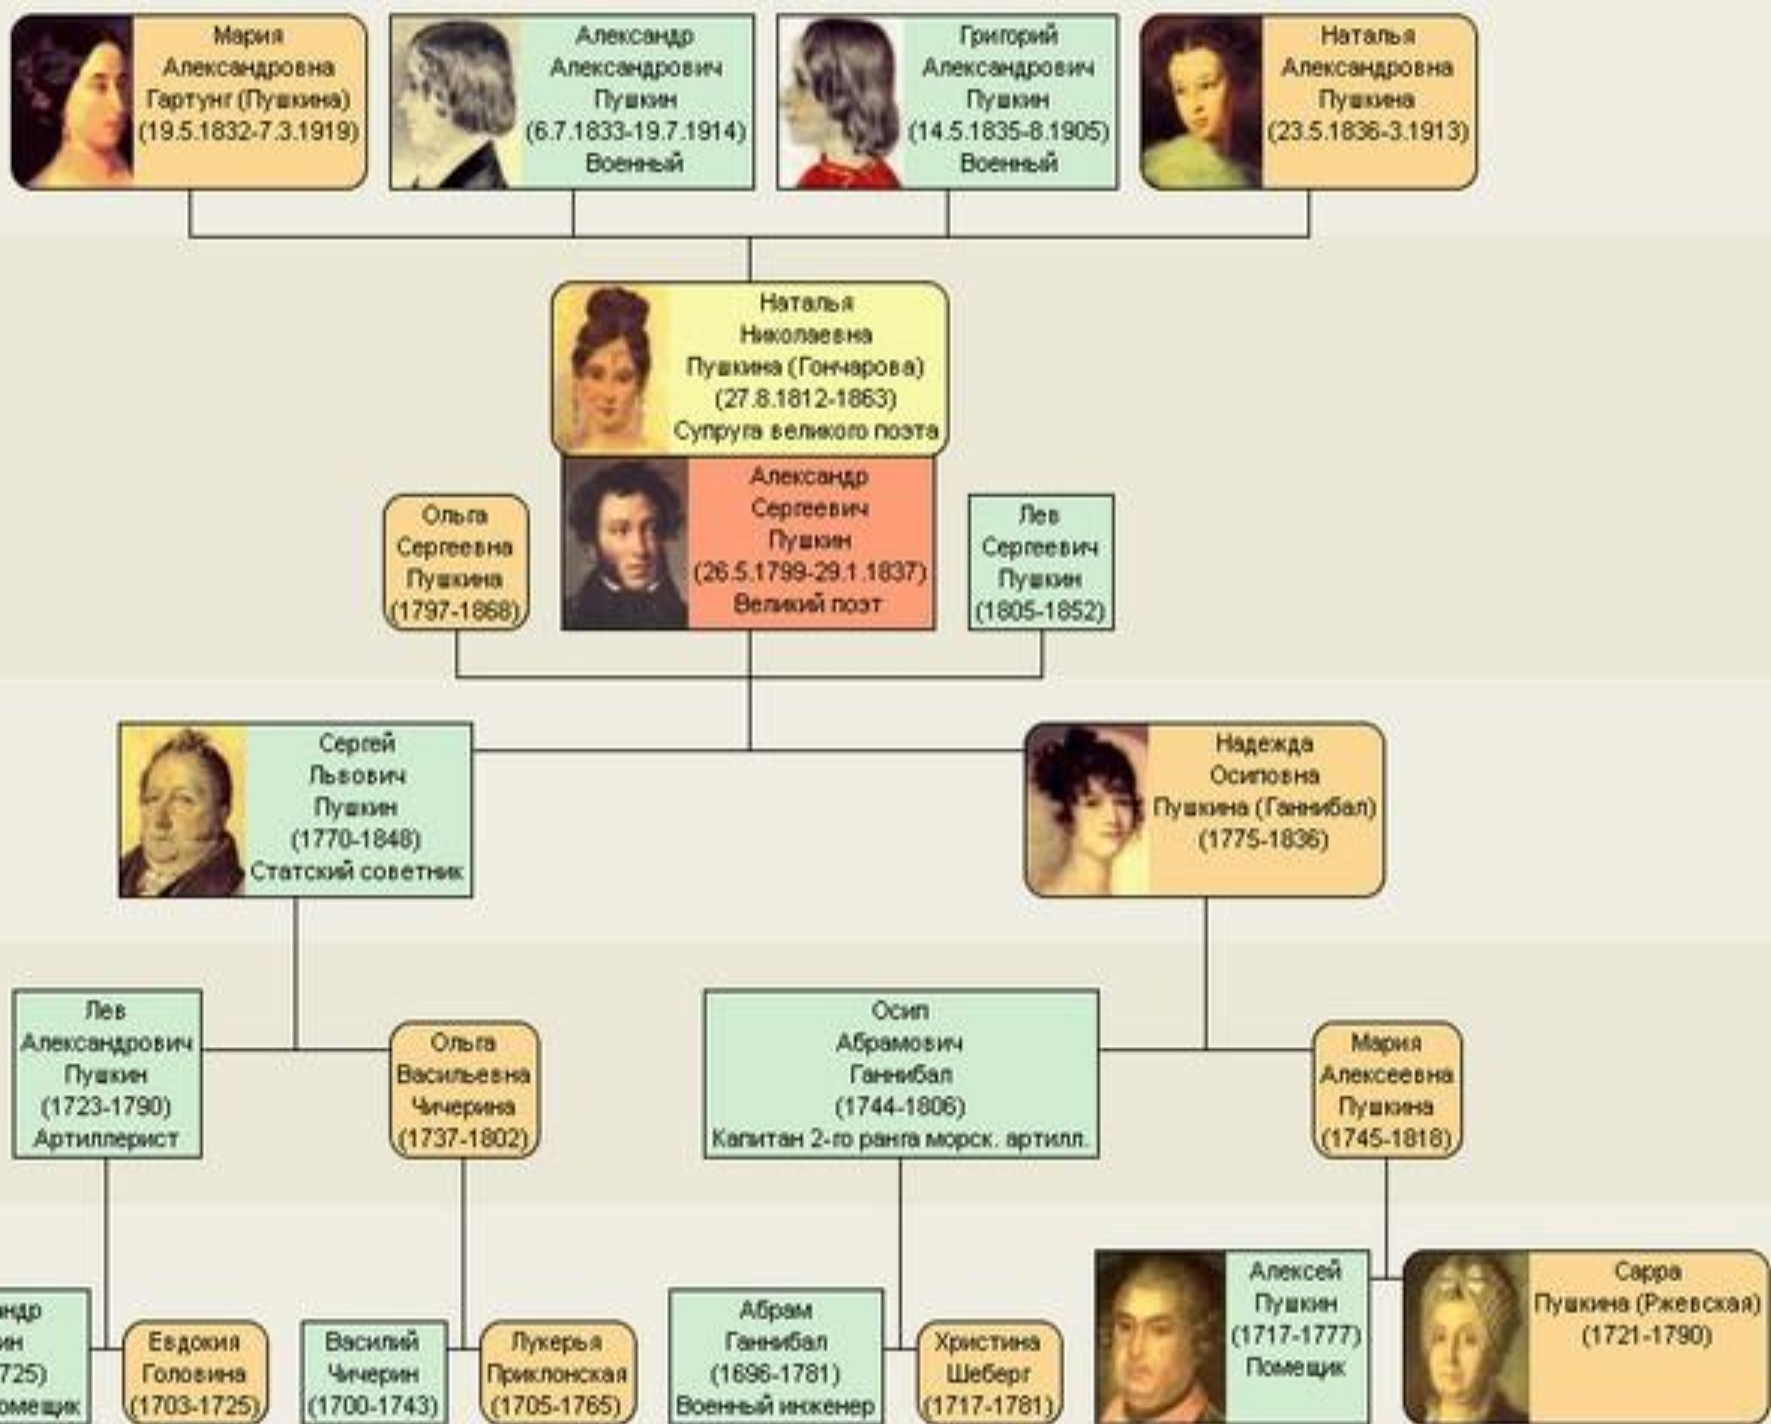 Мария
Александровна
Гартунг (Пушкина)
(19.5.1832-7.3.1919)
Александр
Александрович
Пушкин
(6.7.1833-19.7.1914)
Военный
Григорий
Александрович
Пушкин
(14.5.1835-8.1905)
Военный
Наталья
Александровна
Пушкина
(23.5.1836-3.1913)
Наталья
Николаевна
Пушкина (Гончарова)
(27.8.1812-1863)
Супруга великого поэта
Ольга
Сергеевна
Пушкина
(1797-1868)
Александр
Сергеевич
Пушкин
(26.5.1799-29.1.1837)
Великий поэт
Лев
Сергеевич
Пушкин
(1805-1852)
Сергей
Львович
Пушкин
(1770-1848)
Статский советник
Надежда
Осиповна
Пушкина (Ганнибал)
(1775-1836)
Лев
Александрович
Пушкин
(1723-1790)
Артиллерист
Ольга
Васильевна
Чичерина
(1737-1802)
Осип
Абрамович
Ганнибал
(1744-1806)
Капитан 2-го ранга морск. артилл.
Мария
Алексеевна
Пушкина
(1745-1818)
ндр
ин
725)
омещик
Евдокия
Головина
(1703-1725)
Василий
Чичерин
(1700-1743)
Лукерья
Приклонская
(1705-1765)
Абрам
Ганнибал
(1696-1781)
Военный инженер
Христина
Шеберг
(1717-1781)
Алексей
Пушкин
(1717-1777)
Помещик
Сарра
Пушкина (Ржевская)
(1721-1790)